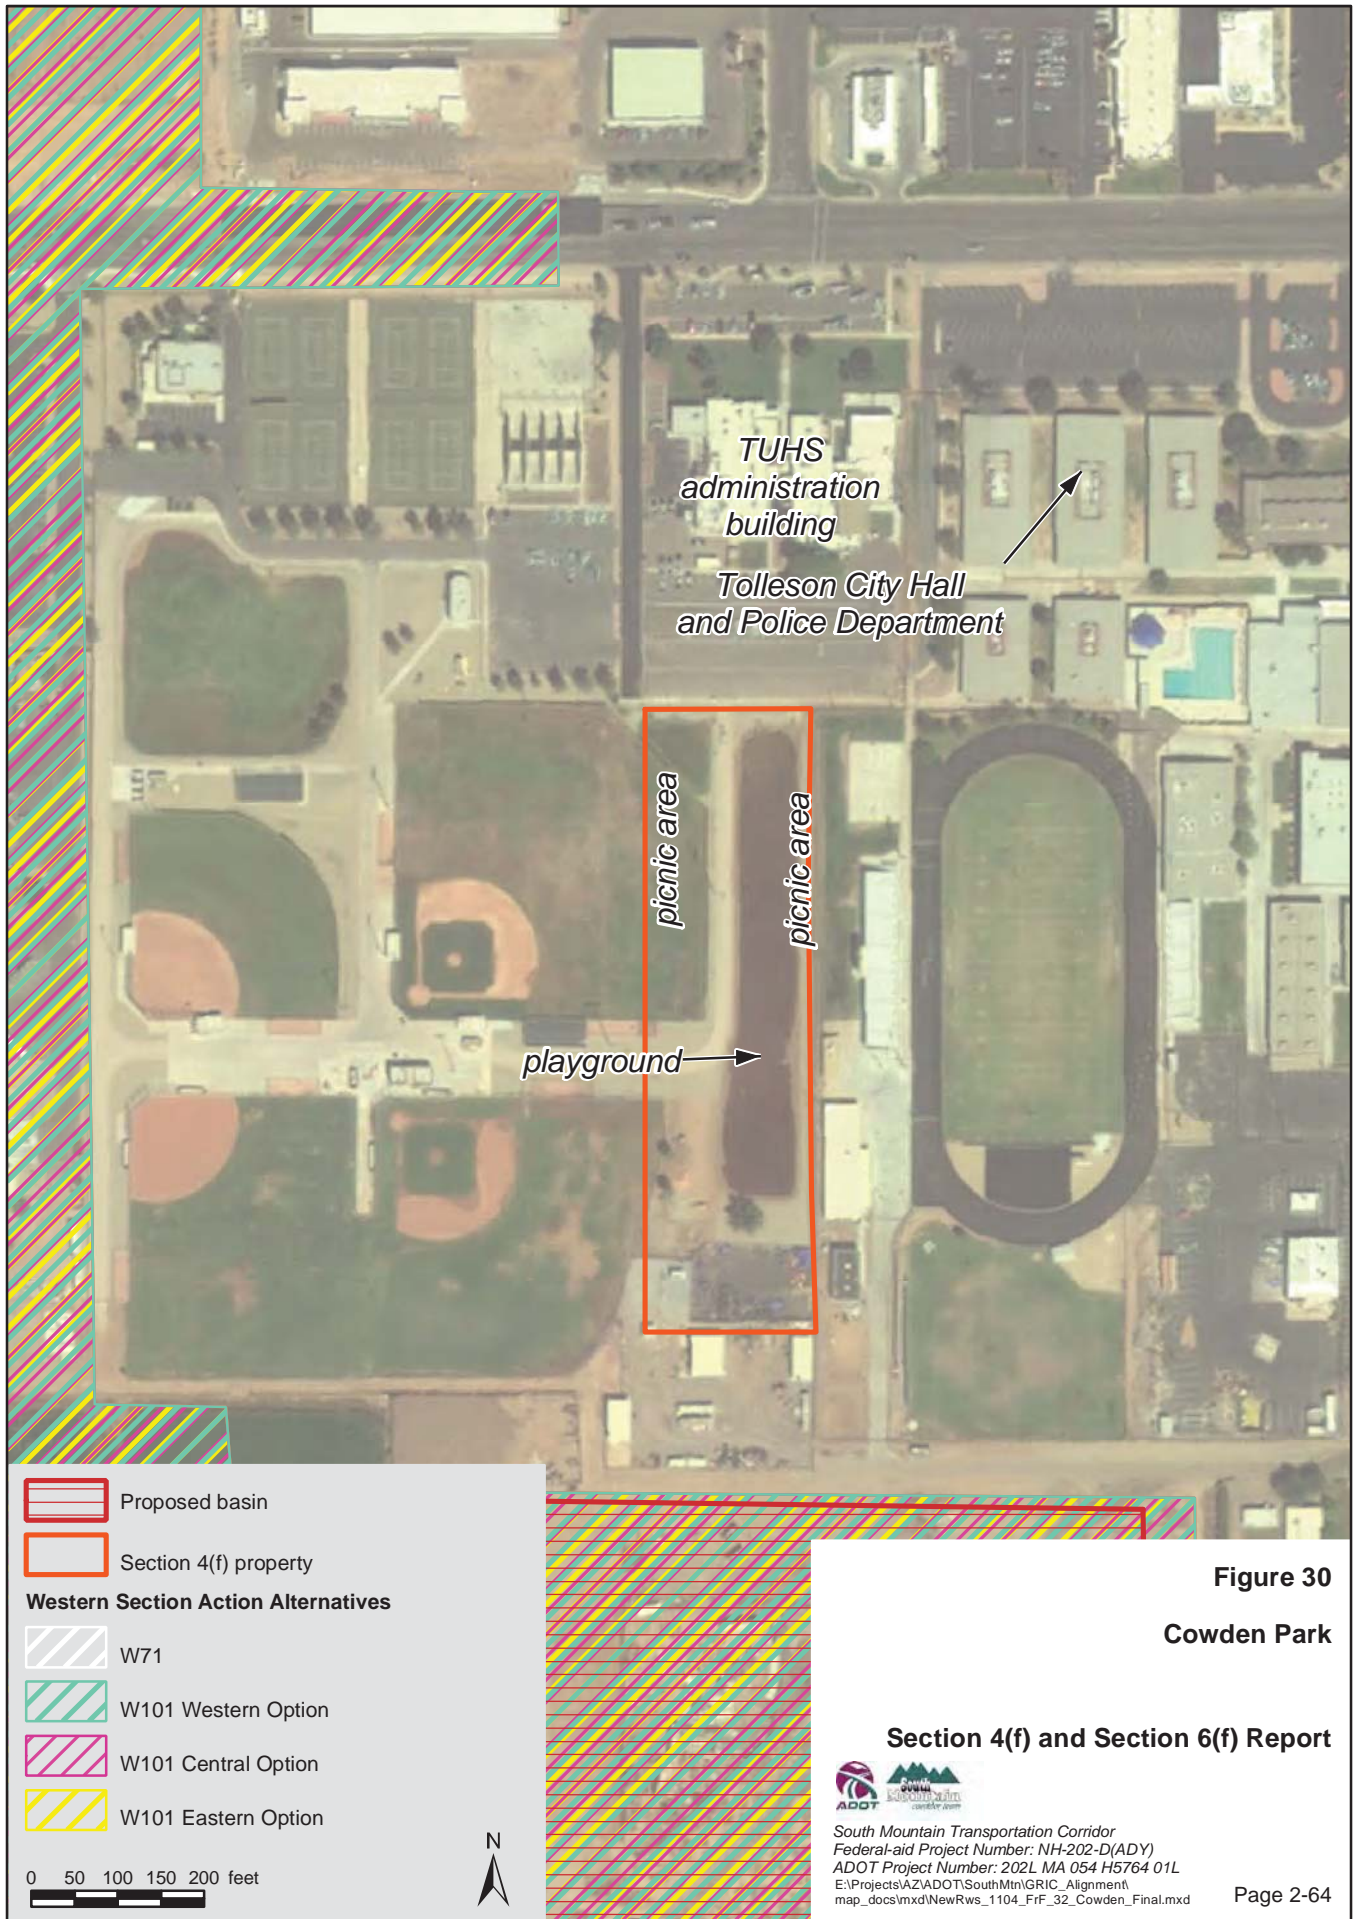 TUHS
administration
building
Tolleson City Hall
and Police Department
picnic area
picnic area
playground
Proposed basin
Section 4(f) property
Western Section Action Alternatives
W71
W101 Western Option
W101 Central Option
W101 Eastern Option
0 50 100 150 200 feet
N
Figure 30
Cowden Park
Section 4(f) and Section 6(f) Report
ADOT
South
Mountain
corridor team
South Mountain Transportation Corridor
Federal-aid Project Number: NH-202-D(ADY)
ADOT Project Number: 202L MA 054 H5764 01L
E:\Projects\AZ\ADOT\SouthMtn\GRIC_Alignment\
map_docs\mxd\NewRws_1104_FrF_32_Cowden_Final.mxd
Page 2-64